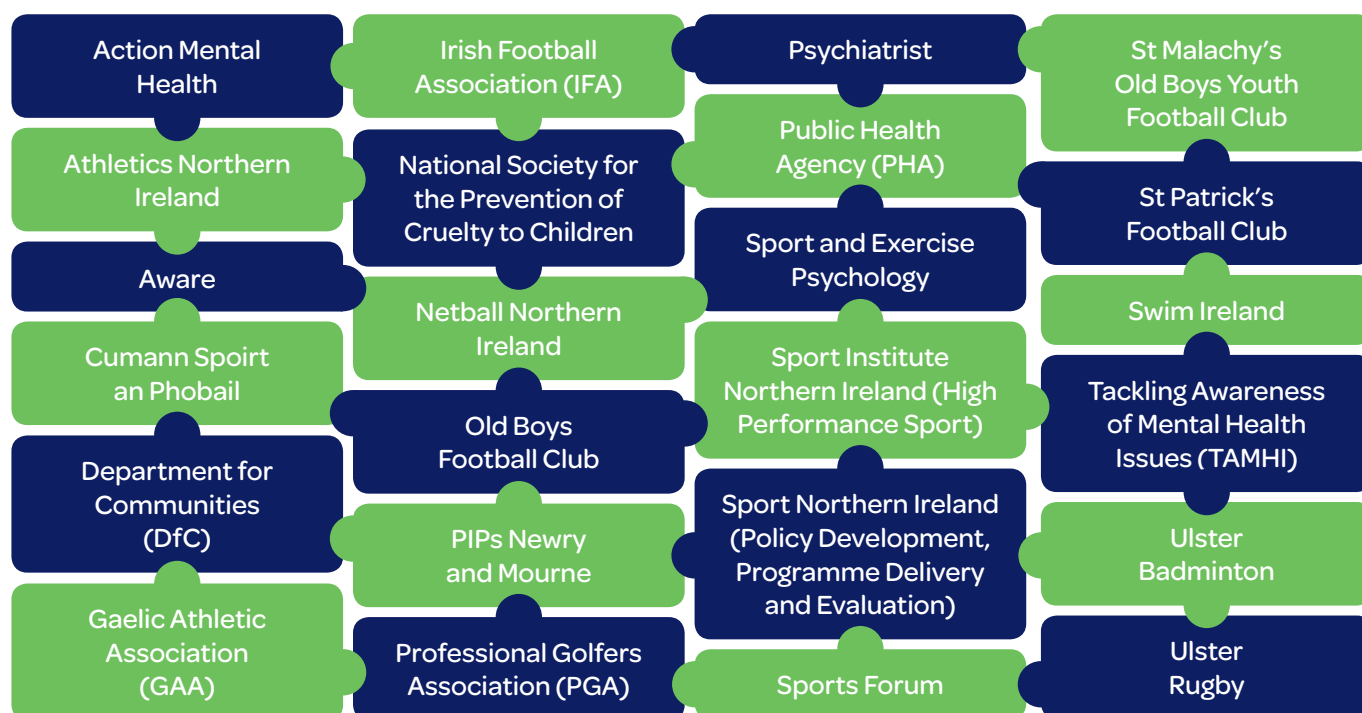 Action Mental
Health
Athletics Northern
Ireland
Aware
Cumann Spoirt
an Phobail
Department for
Communities
(DfC)
Gaelic Athletic
Association
(GAA)
Irish Football
Association (IFA)
National Society for
the Prevention of
Cruelty to Children
Netball Northern
Ireland
Old Boys
Football Club
PIPs Newry
and Mourne
Professional Golfers
Association (PGA)
Psychiatrist
Public Health
Agency (PHA)
Sport and Exercise
Psychology
Sport Institute
Northern Ireland (High
Performance Sport)
Sport Northern Ireland
(Policy Development,
Programme Delivery
and Evaluation)
Sports Forum
St Malachy’s
Old Boys Youth
Football Club
St Patrick’s
Football Club
Swim Ireland
Tackling Awareness
of Mental Health
Issues (TAMHI)
Ulster
Badminton
Ulster
Rugby